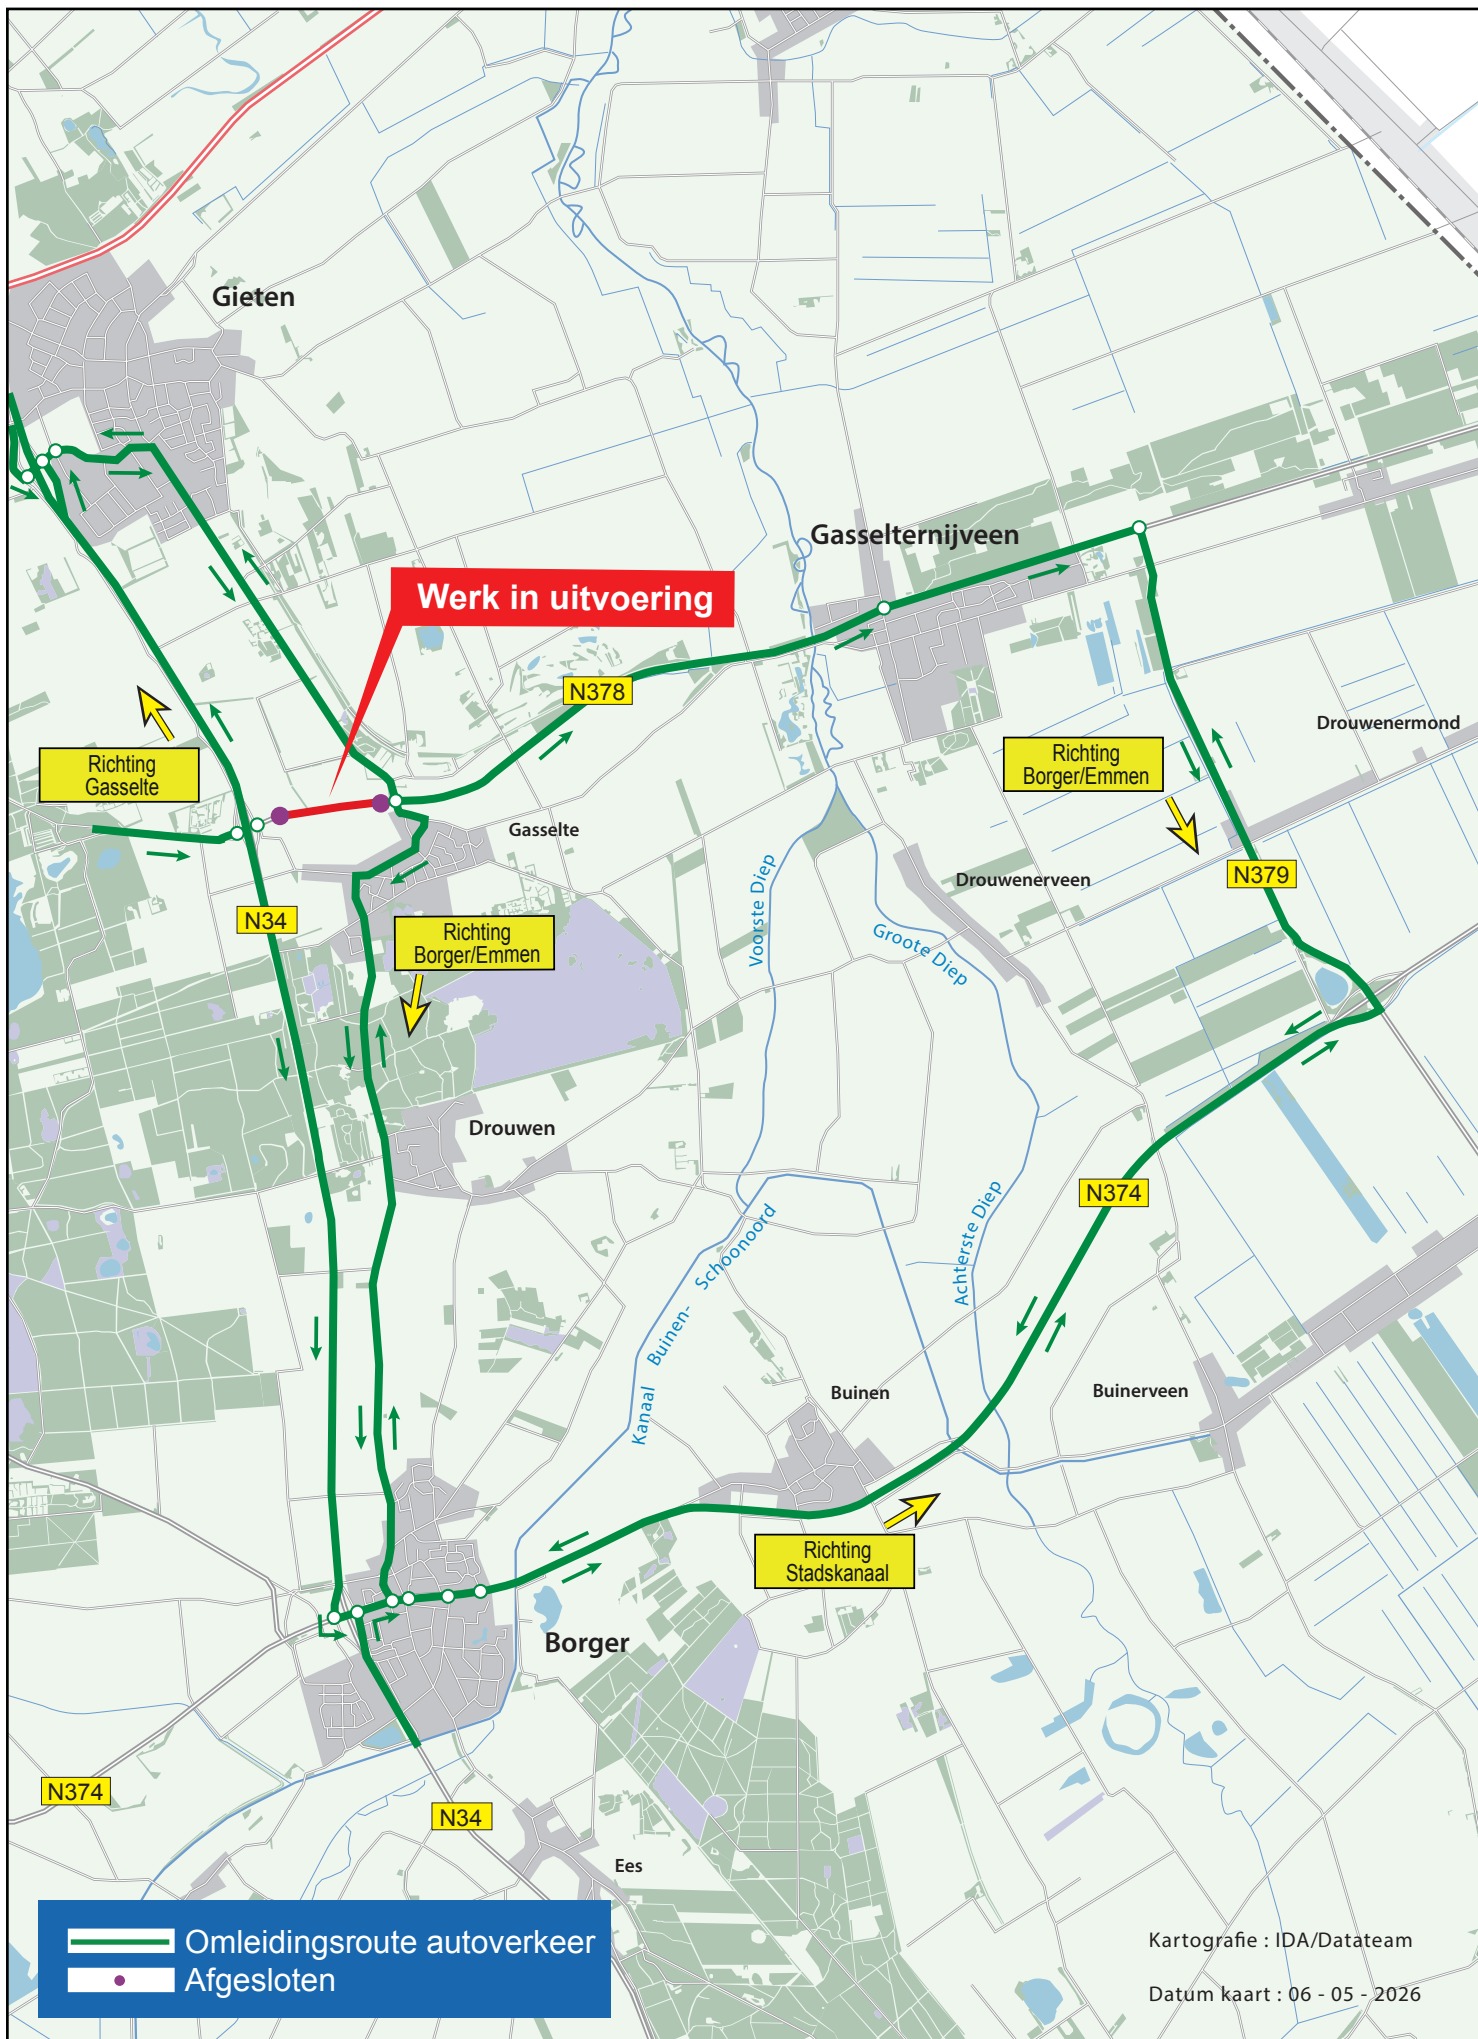 Gieten
Gasselternijveen
Werk in uitvoering
N378
Drouwenermond
Richting
Gasselte
Richting
Borger/Emmen
Gasselte
Drouwenerveen
N379
N34
Richting
Borger/Emmen
Voorste Diep
Groote Diep
Drouwen
N374
Achterste Diep
Kanaal Buinen- Schoonoord
Buinen
Buinerveen
Richting
Stadskanaal
Borger
N374
N34
Ees
Omleidingsroute autoverkeer
Afgesloten
Kartografie : IDA/Datateam
Datum kaart : 06 - 05 - 2026